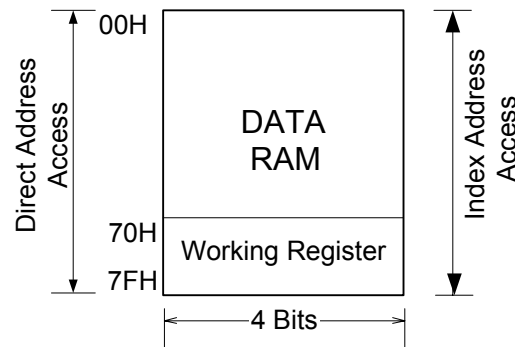 00H
Direct Address
Access
DATA
RAM
Index Address
Access
70H
Working Register
7FH
4 Bits